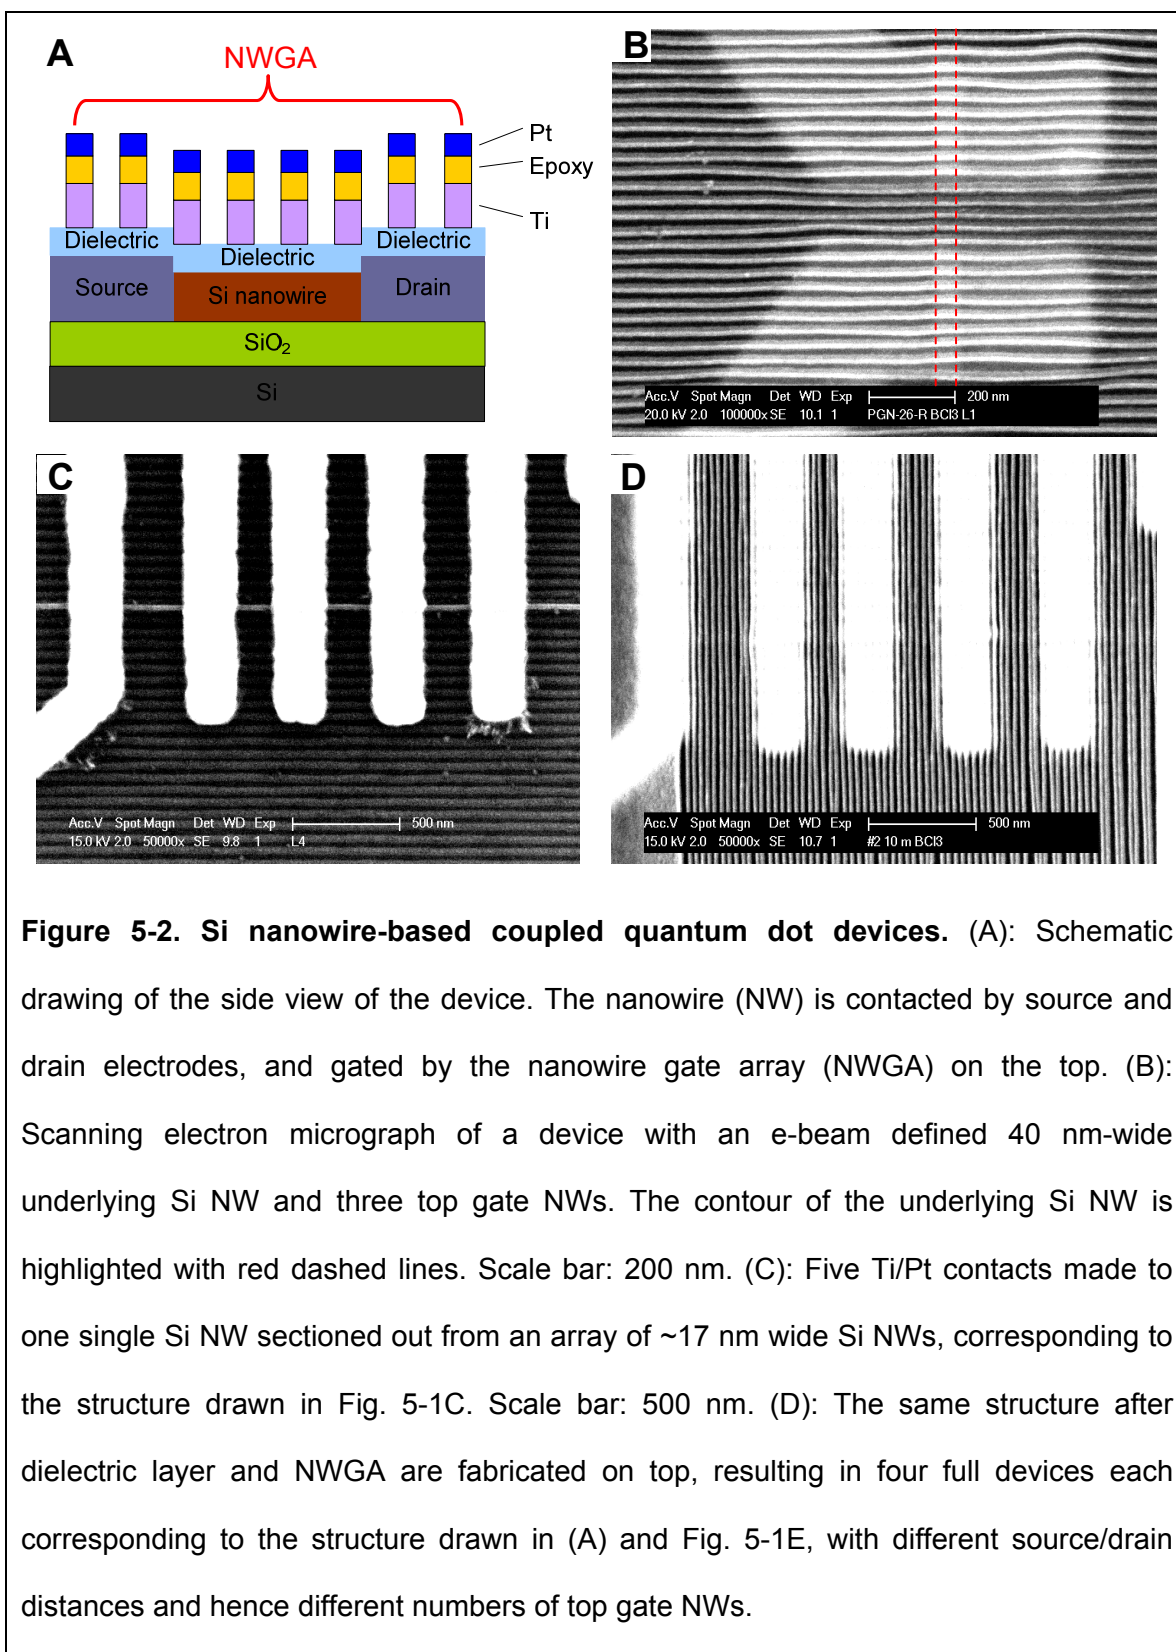 A
NWGA
Pt
Epoxy
Ti
Dielectric
Dielectric
Dielectric
Source
Si nanowire
Drain
SiO₂
Si
B
Acc.V Spot Magn Det WD Exp 200 nm
20.0 kV 2.0 100000x SE 10.1 1 PGN-26-R BCl3 L1
C
Acc.V Spot Magn Det WD Exp 500 nm
15.0 kV 2.0 50000x SE 9.8 1 L4
D
Acc.V Spot Magn Det WD Exp 500 nm
15.0 kV 2.0 50000x SE 10.7 1 #2 10 m BCl3
Figure 5-2. Si nanowire-based coupled quantum dot devices. (A): Schematic
drawing of the side view of the device. The nanowire (NW) is contacted by source and
drain electrodes, and gated by the nanowire gate array (NWGA) on the top. (B):
Scanning electron micrograph of a device with an e-beam defined 40 nm-wide
underlying Si NW and three top gate NWs. The contour of the underlying Si NW is
highlighted with red dashed lines. Scale bar: 200 nm. (C): Five Ti/Pt contacts made to
one single Si NW sectioned out from an array of ~17 nm wide Si NWs, corresponding to
the structure drawn in Fig. 5-1C. Scale bar: 500 nm. (D): The same structure after
dielectric layer and NWGA are fabricated on top, resulting in four full devices each
corresponding to the structure drawn in (A) and Fig. 5-1E, with different source/drain
distances and hence different numbers of top gate NWs.